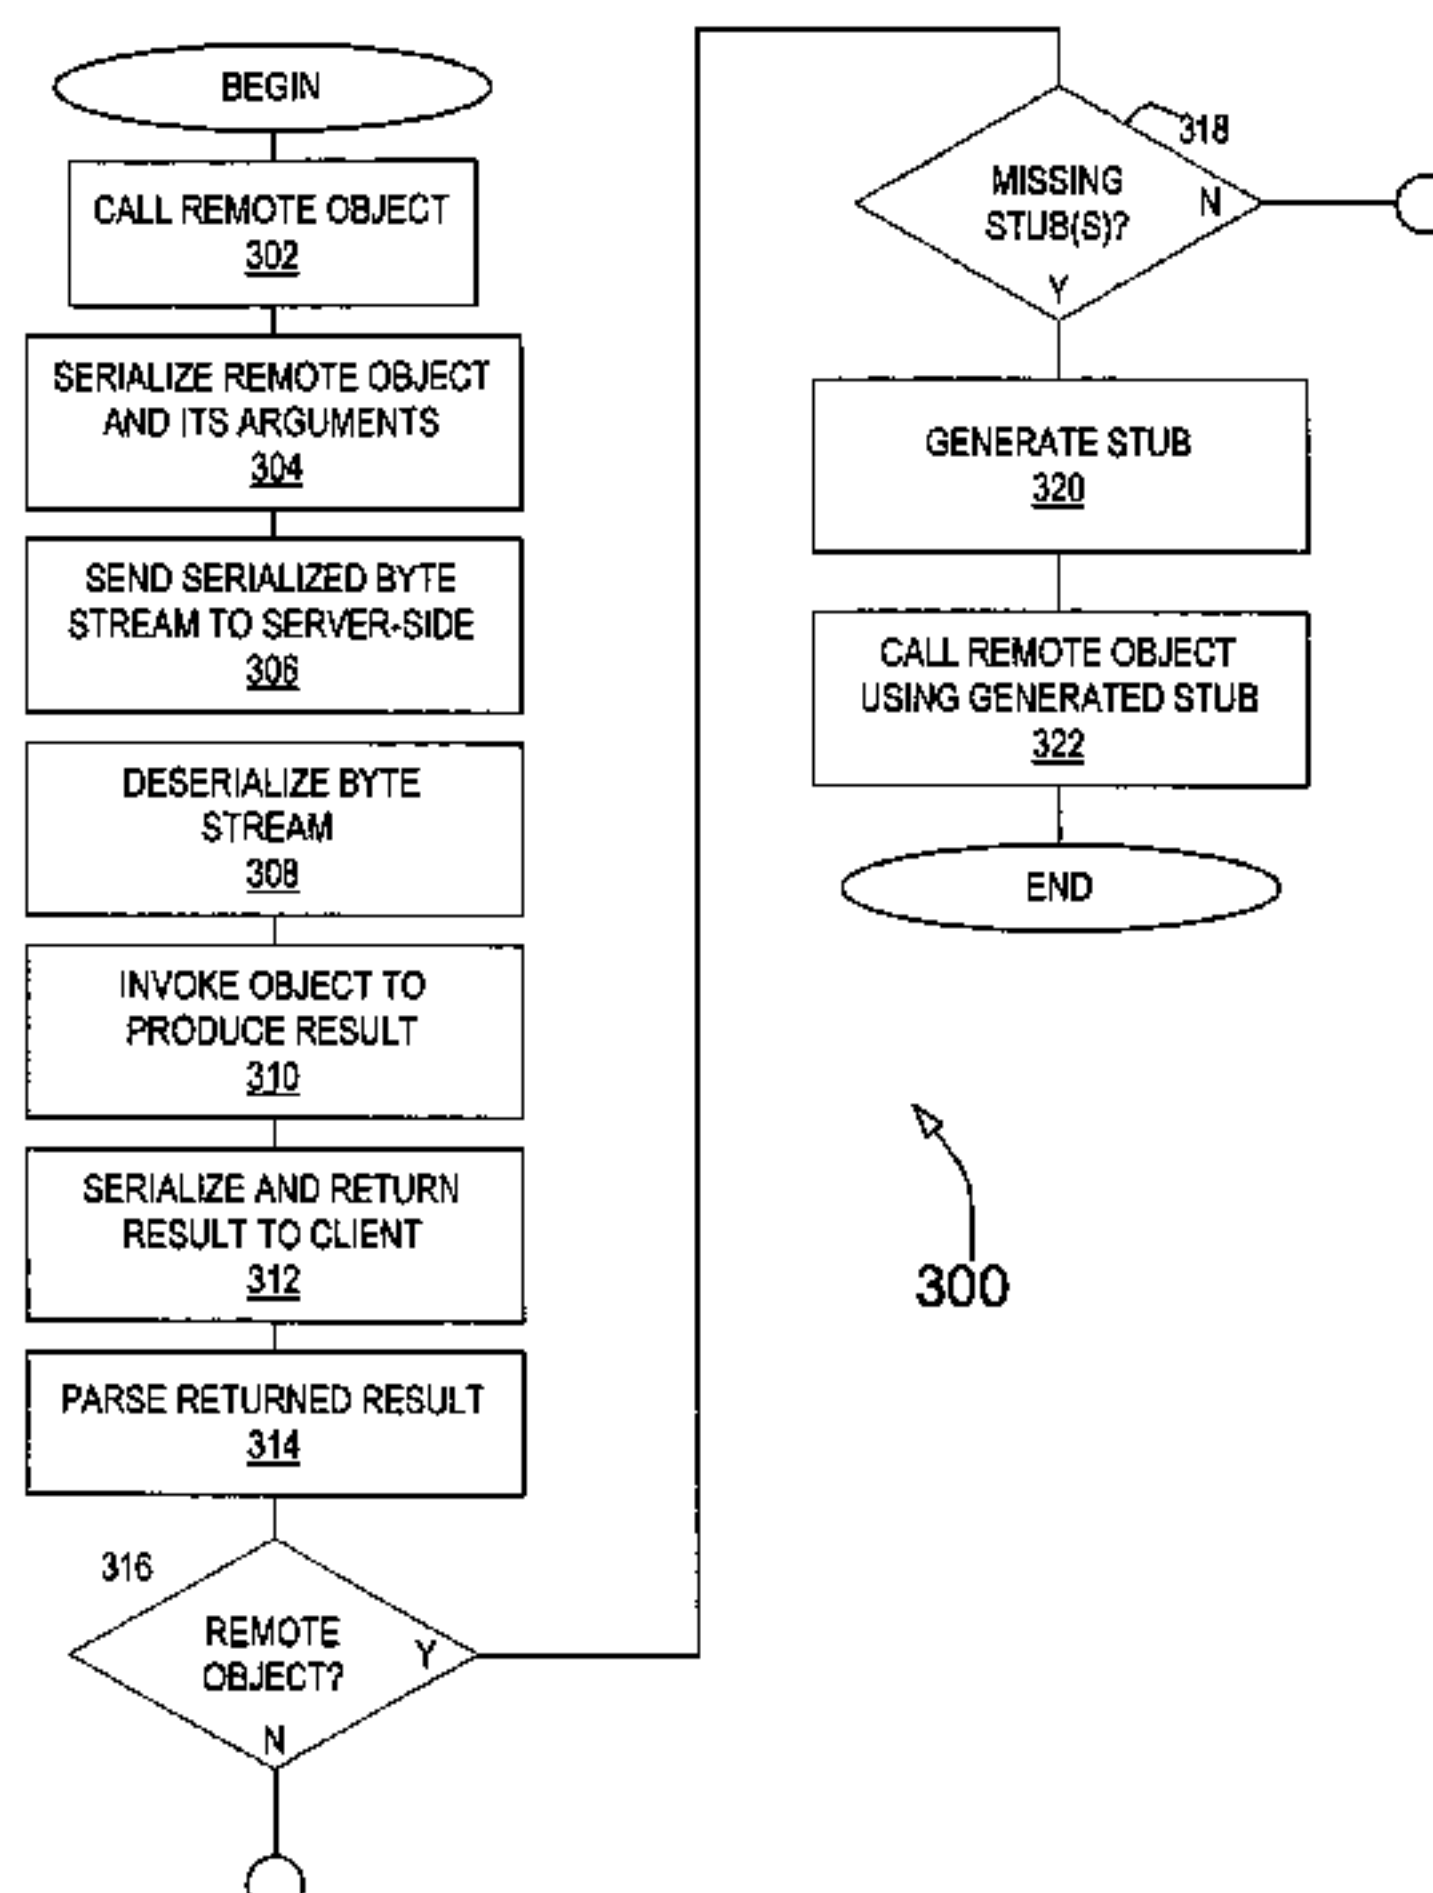 BEGIN
CALL REMOTE OBJECT
302
SERIALIZE REMOTE OBJECT
AND ITS ARGUMENTS
304
SEND SERIALIZED BYTE
STREAM TO SERVER-SIDE
306
DESERIALIZE BYTE
STREAM
308
INVOKE OBJECT TO
PRODUCE RESULT
310
SERIALIZE AND RETURN
RESULT TO CLIENT
312
PARSE RETURNED RESULT
314
316
REMOTE
OBJECT?
Y
N
318
MISSING
STUB(S)?
N
Y
GENERATE STUB
320
CALL REMOTE OBJECT
USING GENERATED STUB
322
END
300